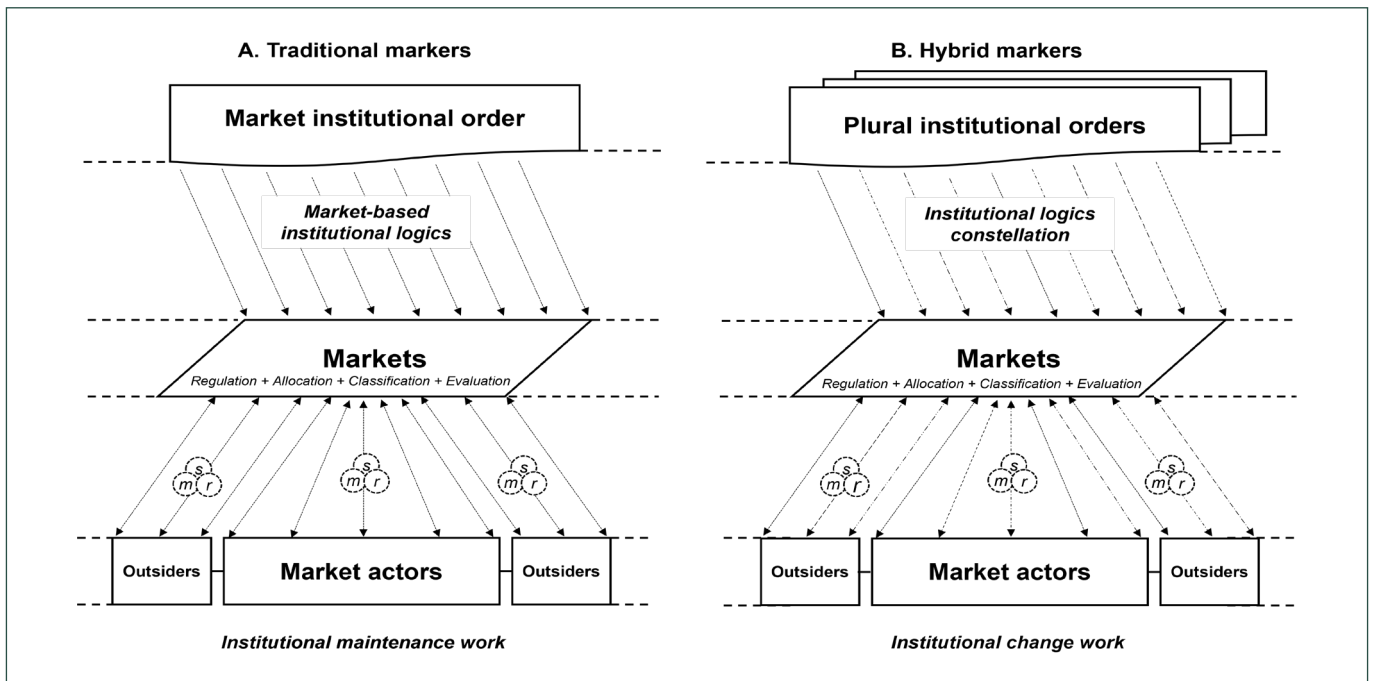 A. Traditional markers
Market institutional order
Market-based
institutional logics
Markets
Regulation + Allocation + Classification + Evaluation
s
m r
s
m r
s
m r
Outsiders
Market actors
Outsiders
Institutional maintenance work
B. Hybrid markers
Plural institutional orders
Institutional logics
constellation
Markets
Regulation + Allocation + Classification + Evaluation
s
m r
s
m r
s
m r
Outsiders
Market actors
Outsiders
Institutional change work